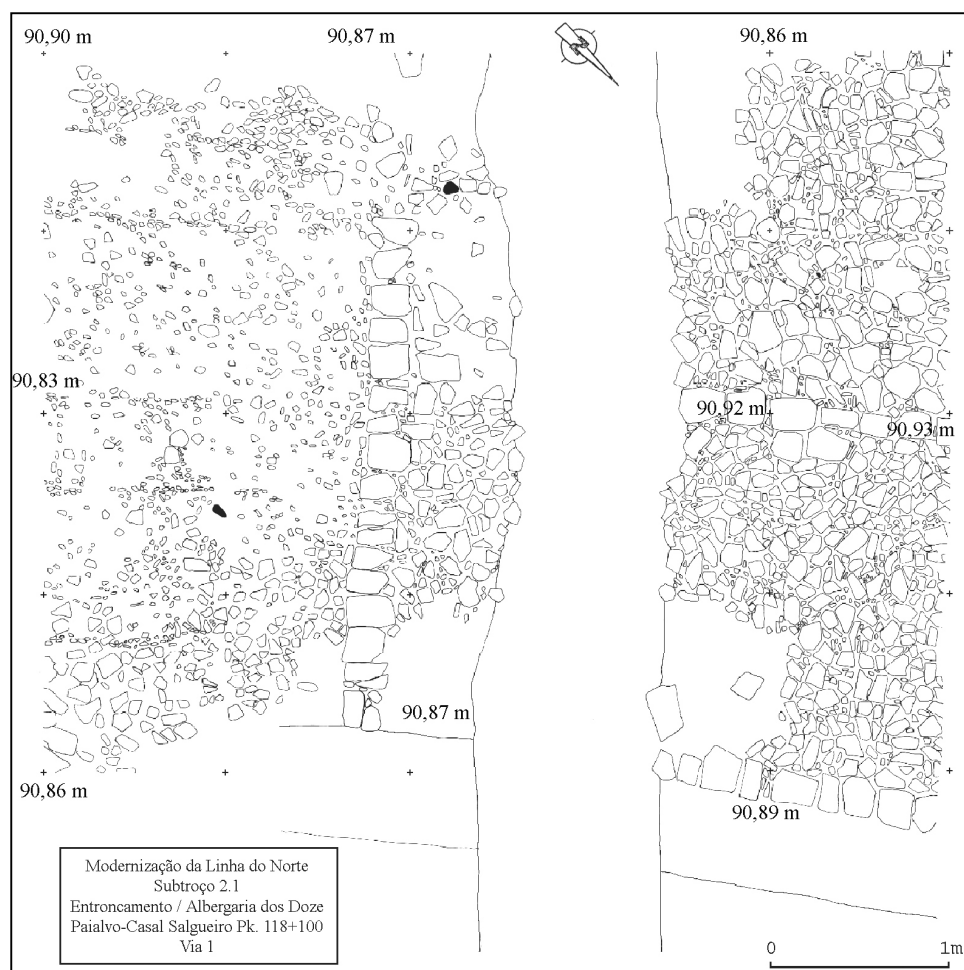 90,90 m
90,87 m
90,86 m
90,83 m
90,92 m
90,93 m
90,87 m
90,86 m
90,89 m
Modernização da Linha do Norte
Subtroço 2.1
Entroncamento / Albergaria dos Doze
Paialvo-Casal Salgueiro Pk. 118+100
Via 1
0
1m